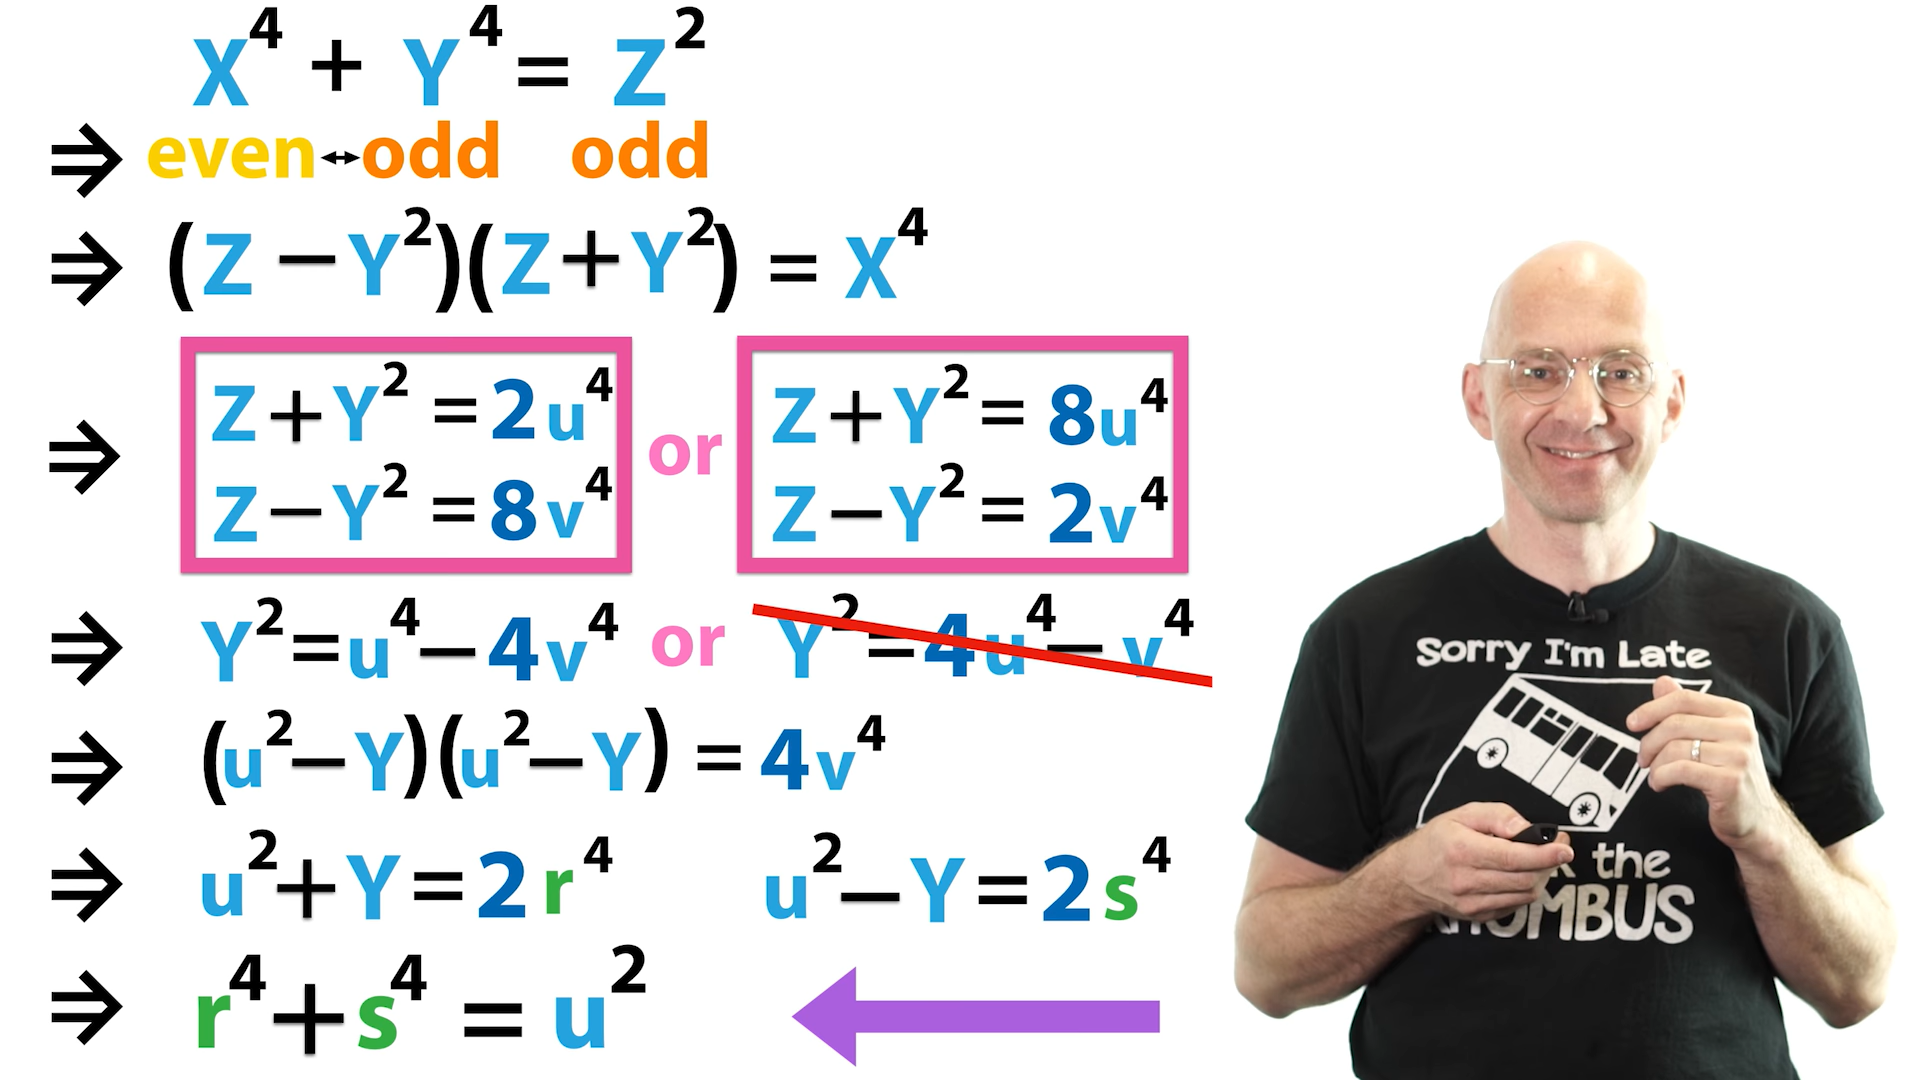 X⁴ + Y⁴ = Z²
⇒ even ↔ odd odd
⇒ (Z − Y²)(Z + Y²) = X⁴
⇒ Z + Y² = 2u⁴ or Z + Y² = 8u⁴
Z − Y² = 8v⁴ Z − Y² = 2v⁴
⇒ Y² = u⁴ − 4v⁴ or Y² = 4u⁴ − v⁴
⇒ (u² − Y)(u² − Y) = 4v⁴
⇒ u² + Y = 2r⁴ u² − Y = 2s⁴
⇒ r⁴ + s⁴ = u²
Sorry I'm Late
the